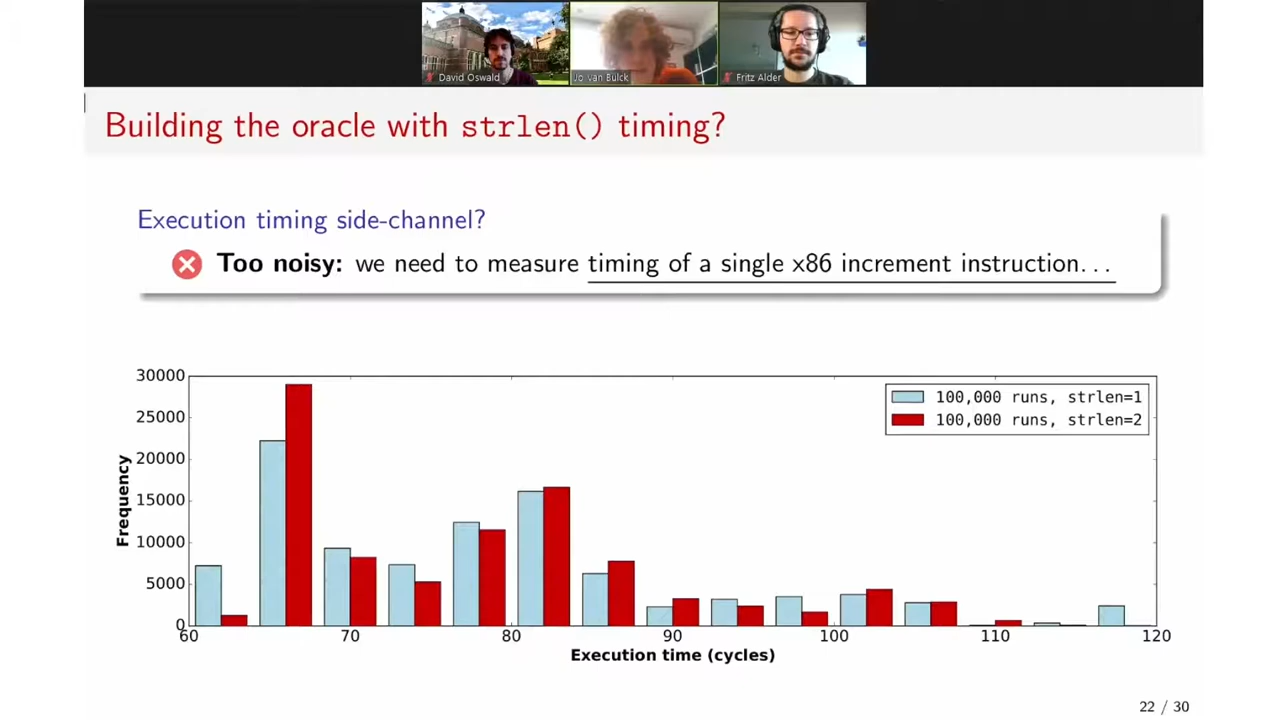 David Oswald
Jo Van Bulck
Fritz Alder
Building the oracle with strlen() timing?
Execution timing side-channel?
Too noisy: we need to measure timing of a single x86 increment instruction...
30000
25000
20000
15000
10000
5000
0
Frequency
100,000 runs, strlen=1
100,000 runs, strlen=2
60 70 80 90 100 110 120
Execution time (cycles)
22 / 30